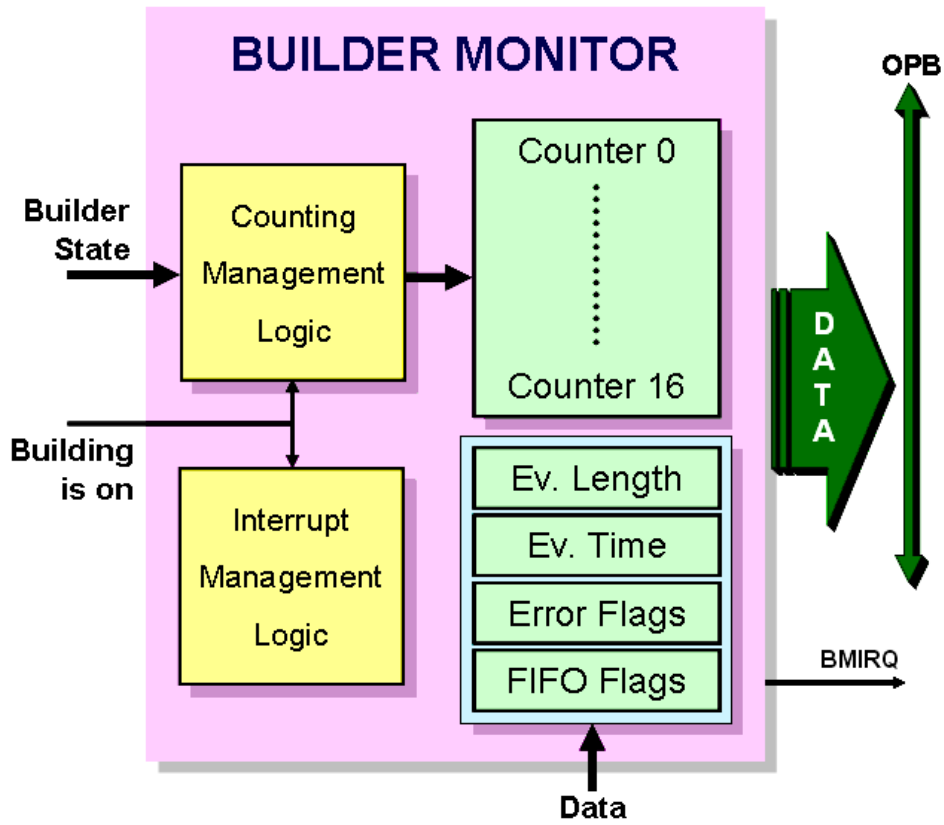 BUILDER MONITOR
OPB
Builder
State
Counting
Management
Logic
Counter 0
Counter 16
DATA
Building
is on
Interrupt
Management
Logic
Ev. Length
Ev. Time
Error Flags
FIFO Flags
BMIRQ
Data